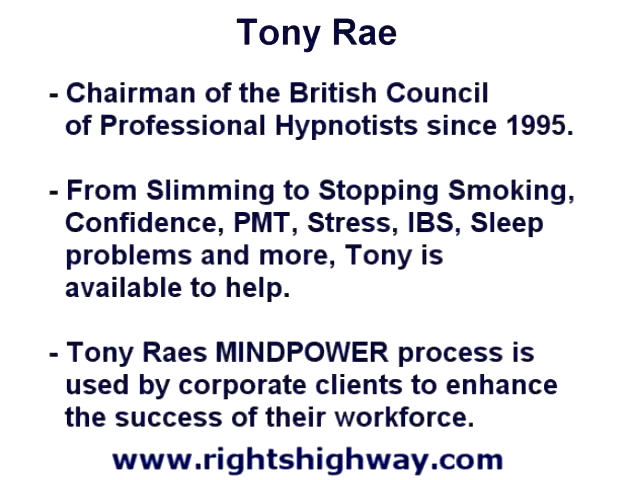 Tony Rae
- Chairman of the British Council
of Professional Hypnotists since 1995.
- From Slimming to Stopping Smoking,
Confidence, PMT, Stress, IBS, Sleep
problems and more, Tony is
available to help.
- Tony Raes MINDPOWER process is
used by corporate clients to enhance
the success of their workforce.
www.rightshighway.com